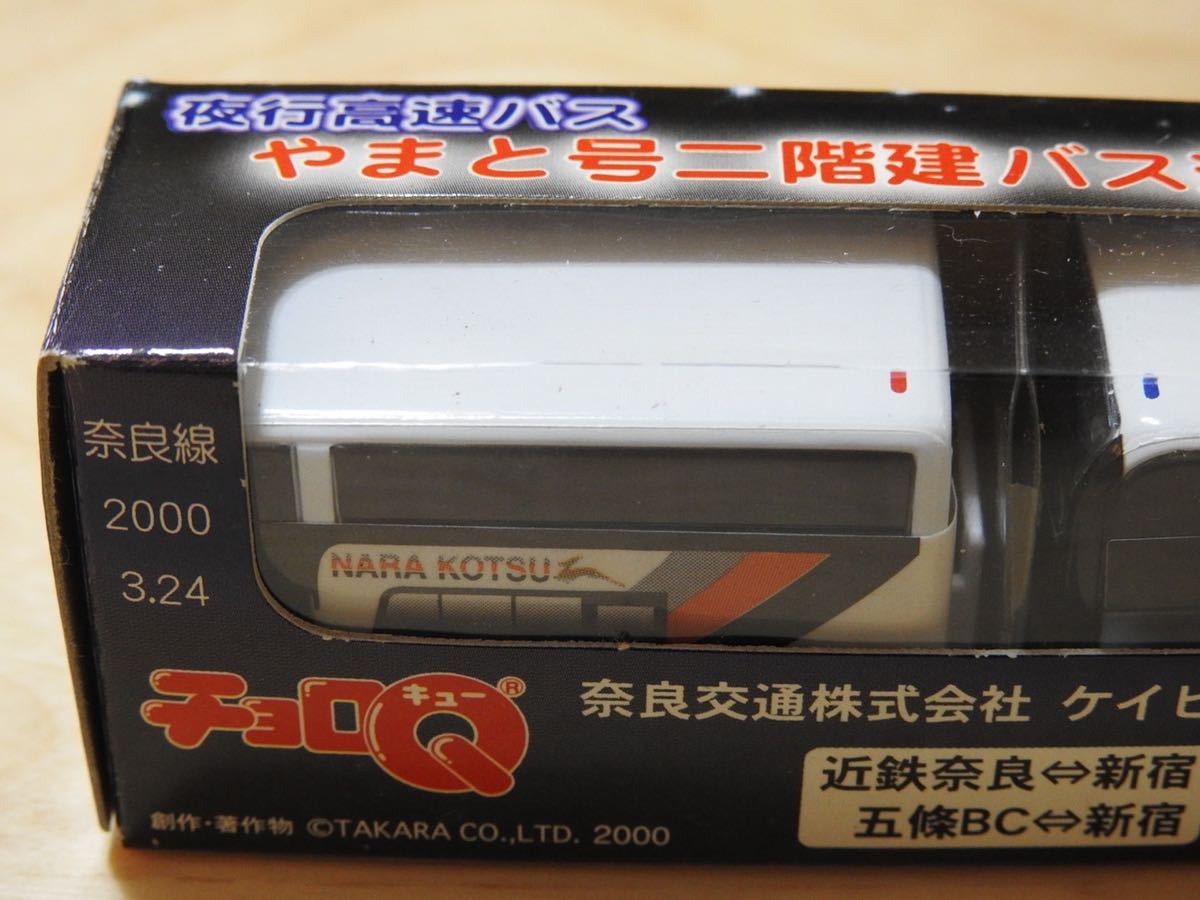 夜行高速バス
やまと号二階建バス
奈良線
2000
3.24
NARA KOTSU
チョロQ®
キュー
奈良交通株式会社 ケイビ
近鉄奈良⇔新宿
五條BC⇔新宿
創作・著作物 ©TAKARA CO.,LTD. 2000